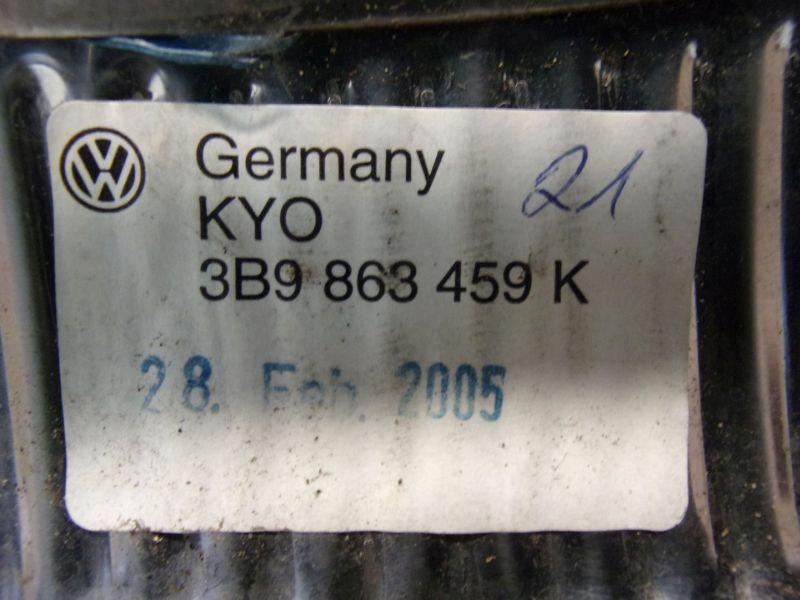 Germany
KYO
21
3B9 863 459 K
28. Feb. 2005